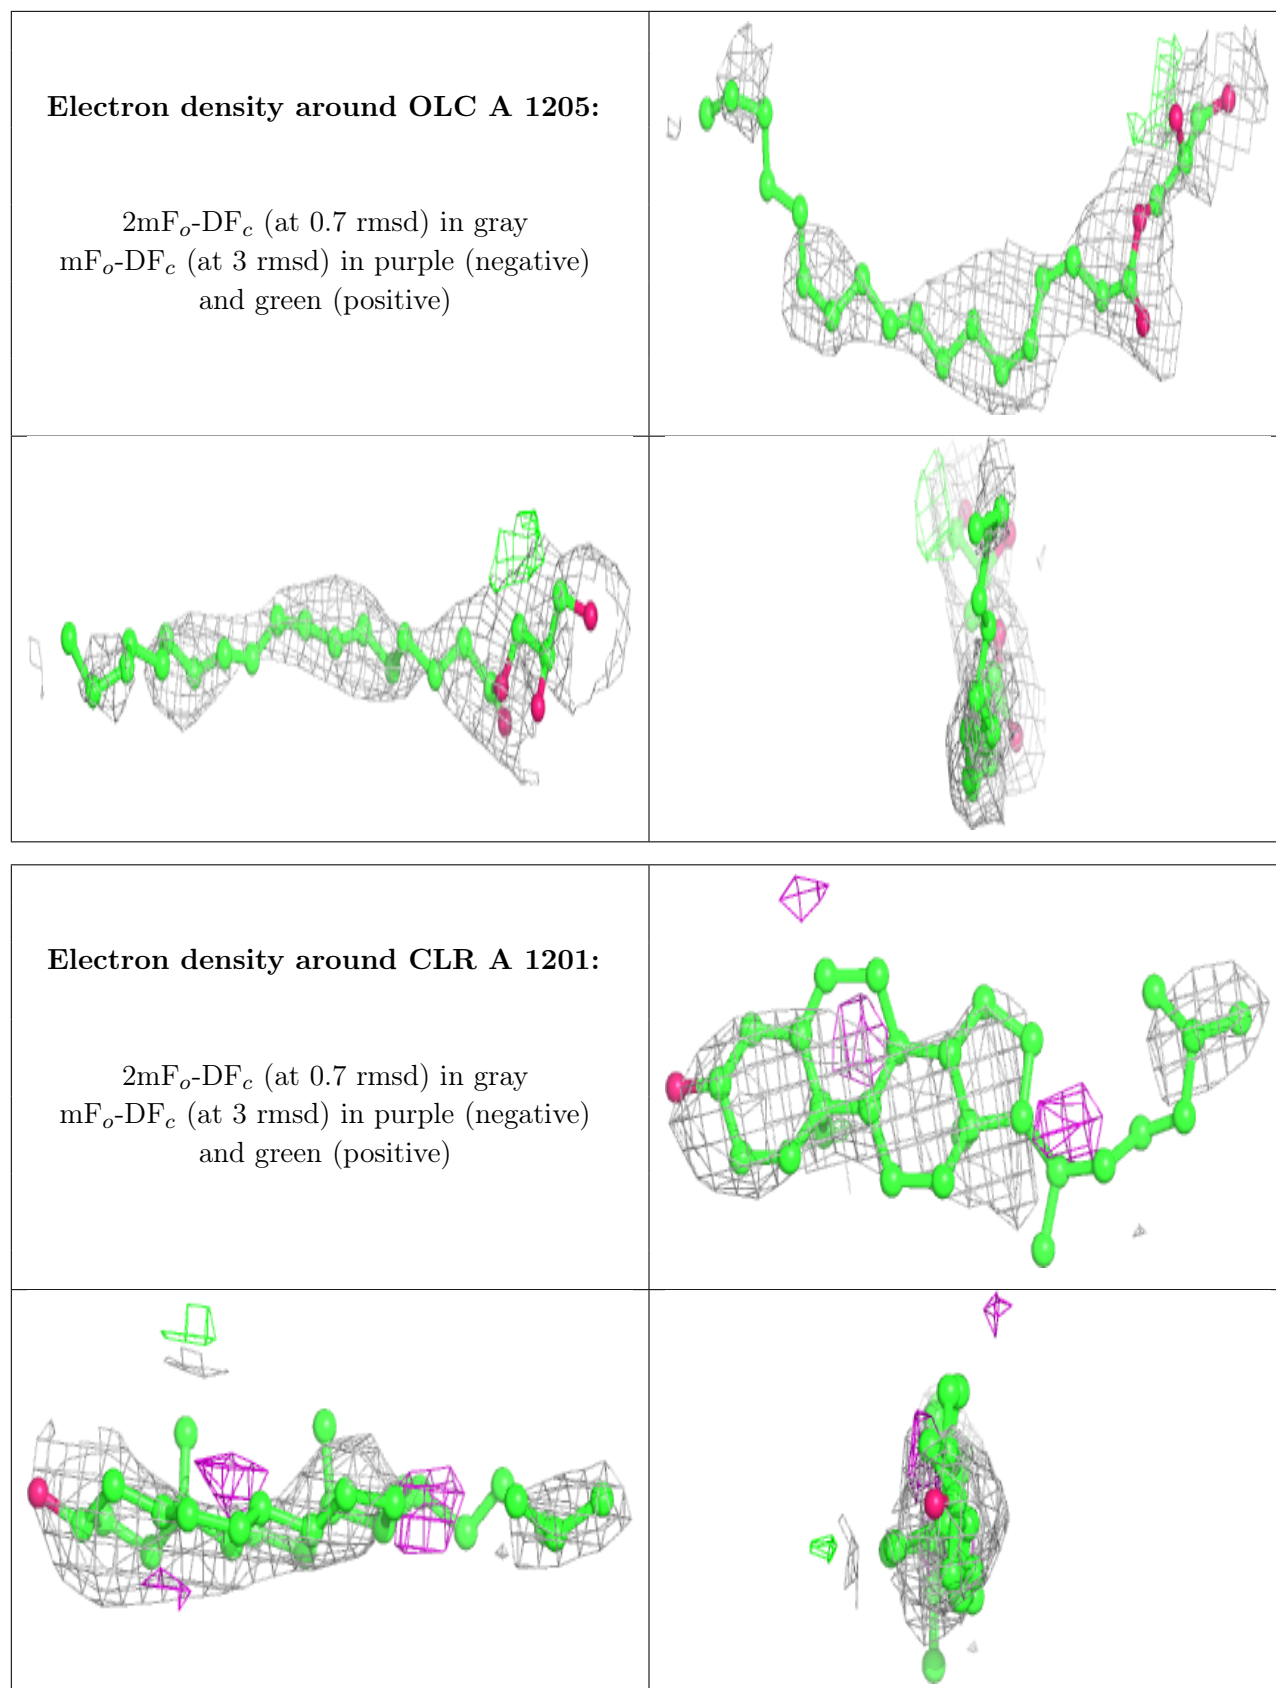 Electron density around OLC A 1205:
2mFo-DFc (at 0.7 rmsd) in gray
mFo-DFc (at 3 rmsd) in purple (negative)
and green (positive)
Electron density around CLR A 1201:
2mFo-DFc (at 0.7 rmsd) in gray
mFo-DFc (at 3 rmsd) in purple (negative)
and green (positive)